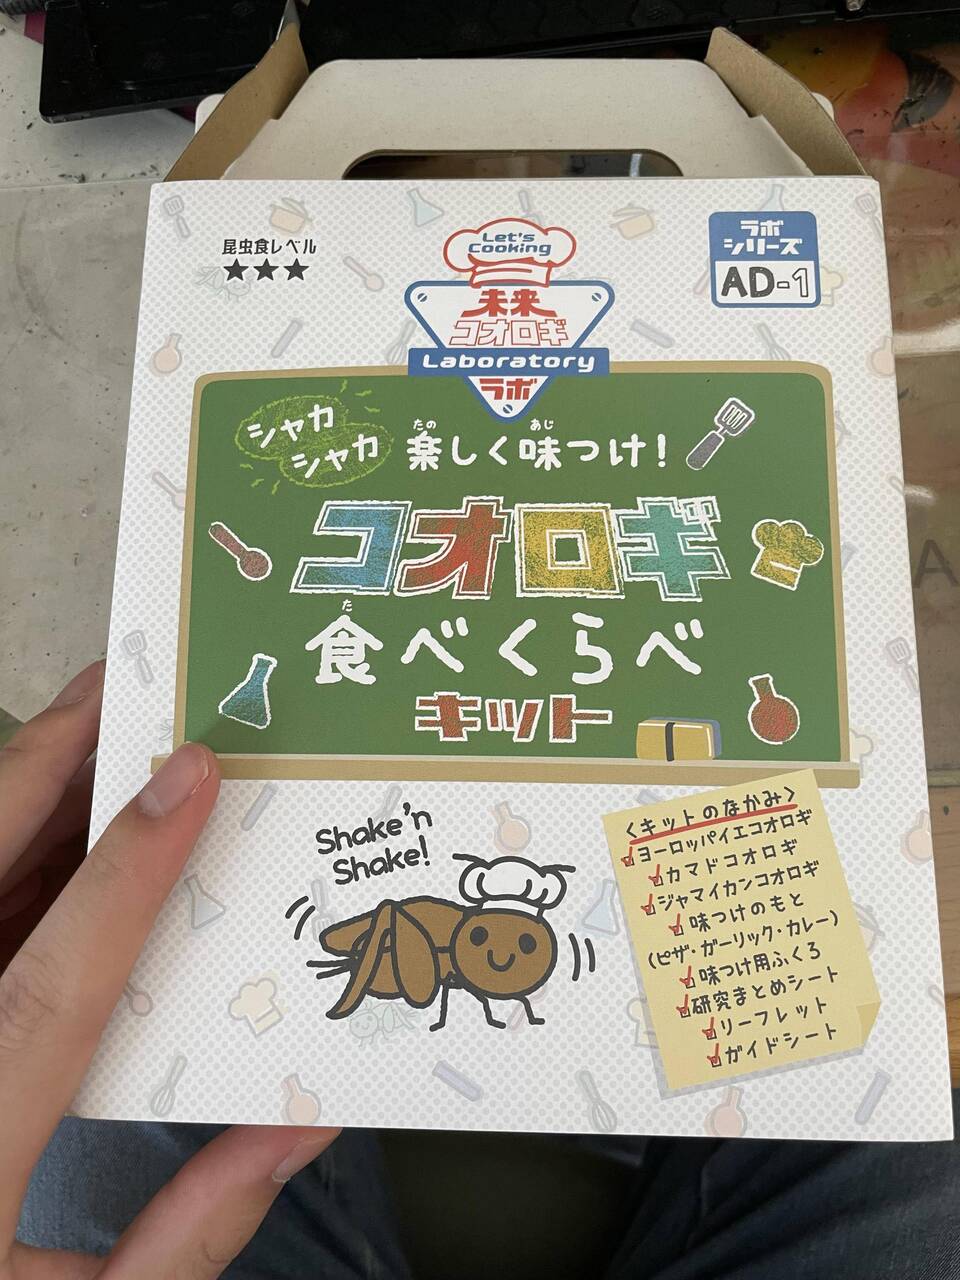 昆虫食レベル
★★★
Let's
Cooking
未来
コオロギ
Laboratory
ラボ
ラボ
シリーズ
AD-1
シャカ
シャカ
楽しく味つけ!
たの
あじ
コオロギ
た
食べくらべ
キット
Shake'n
Shake!
<キットのなかみ>
ヨーロッパイエコオロギ
カマドコオロギ
ジャマイカンコオロギ
味つけのもと
(ピザ・ガーリック・カレー)
味つけ用ふくろ
研究まとめシート
リーフレット
ガイドシート
A